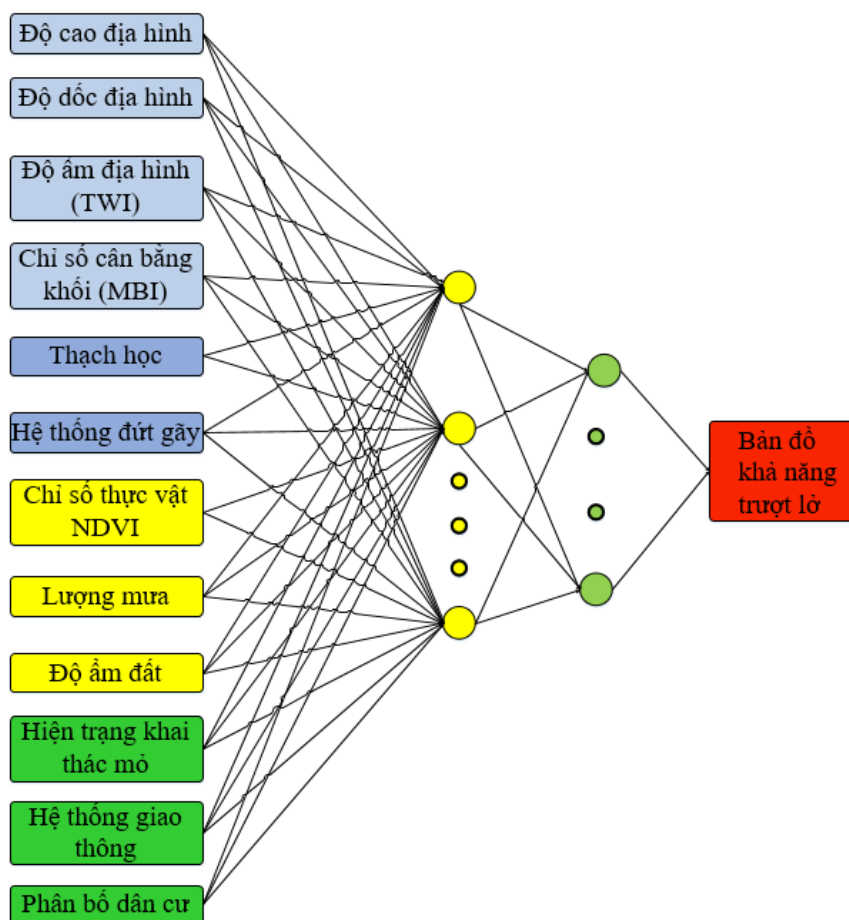 Độ cao địa hình
Độ dốc địa hình
Độ ẩm địa hình
(TWI)
Chỉ số cân bằng
khối (MBI)
Thạch học
Hệ thống đứt gãy
Chỉ số thực vật
NDVI
Lượng mưa
Độ ẩm đất
Hiện trạng khai
thác mỏ
Hệ thống giao
thông
Phân bố dân cư
Bản đồ
khả năng
trượt lở